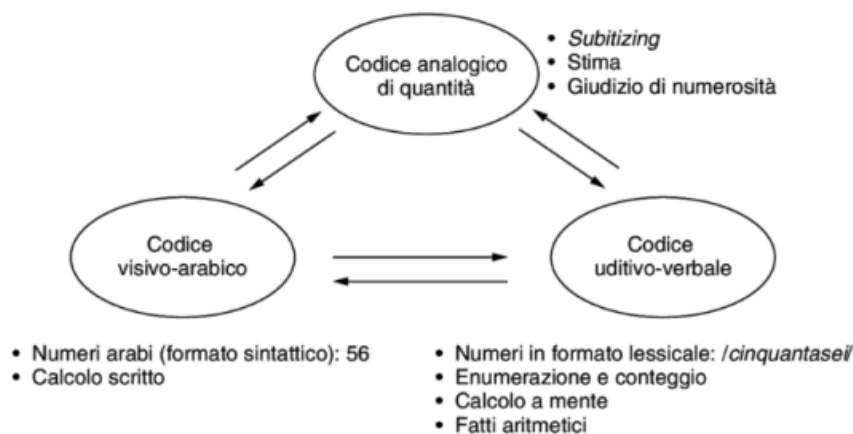 Codice analogico
di quantità
• Subitizing
• Stima
• Giudizio di numerosità
Codice
visivo-arabico
Codice
uditivo-verbale
• Numeri arabi (formato sintattico): 56
• Calcolo scritto
• Numeri in formato lessicale: /cinquantasei/
• Enumerazione e conteggio
• Calcolo a mente
• Fatti aritmetici